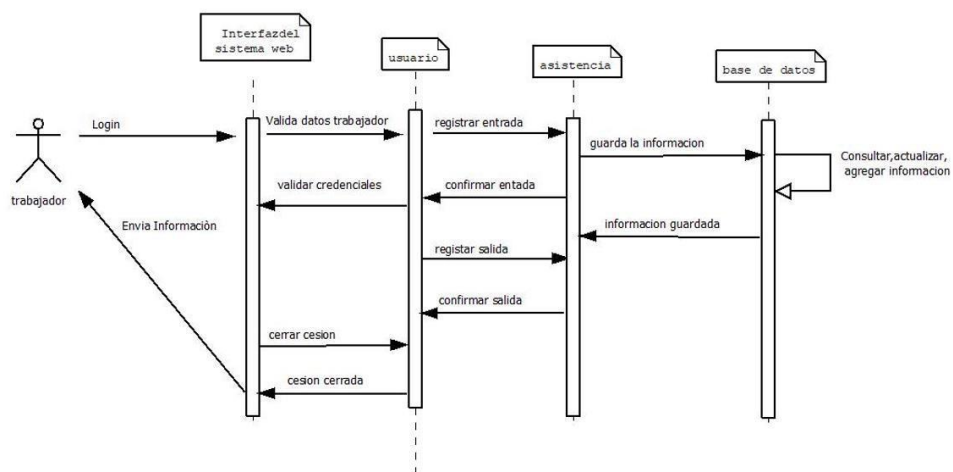 Interfazdel
sistema web
usuario
asistencia
base de datos
Login
Valida datos trabajador
registrar entrada
guarda la informacion
Consultar,actualizar,
agregar informacion
validar credenciales
confirmar entada
trabajador
Envia Informaciòn
informacion guardada
registar salida
confirmar salida
cerrar cesion
cesion cerrada